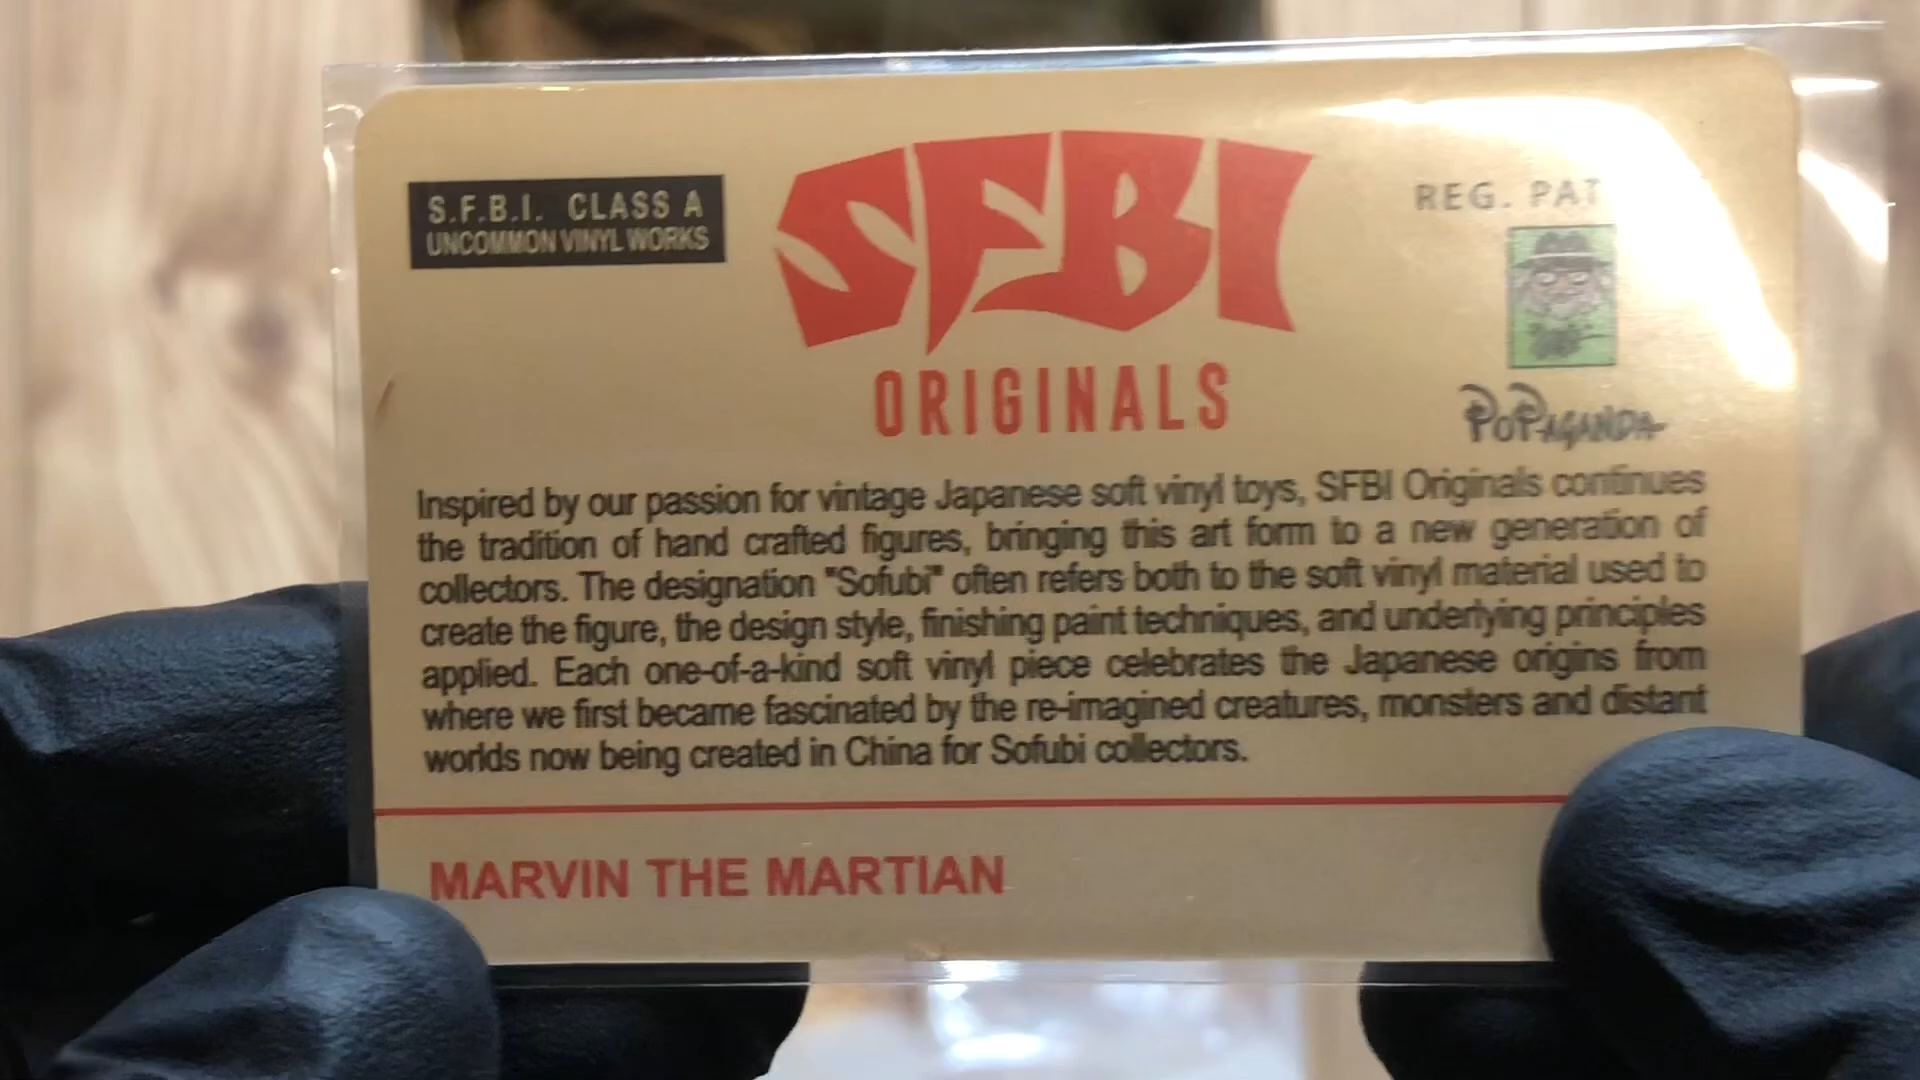 S.F.B.I. CLASS A
UNCOMMON VINYL WORKS
SFBI
ORIGINALS
REG. PAT
POPAGANDA
Inspired by our passion for vintage Japanese soft vinyl toys, SFBI Originals continues
the tradition of hand crafted figures, bringing this art form to a new generation of
collectors. The designation "Sofubi" often refers both to the soft vinyl material used to
create the figure, the design style, finishing paint techniques, and underlying principles
applied. Each one-of-a-kind soft vinyl piece celebrates the Japanese origins from
where we first became fascinated by the re-imagined creatures, monsters and distant
worlds now being created in China for Sofubi collectors.
MARVIN THE MARTIAN